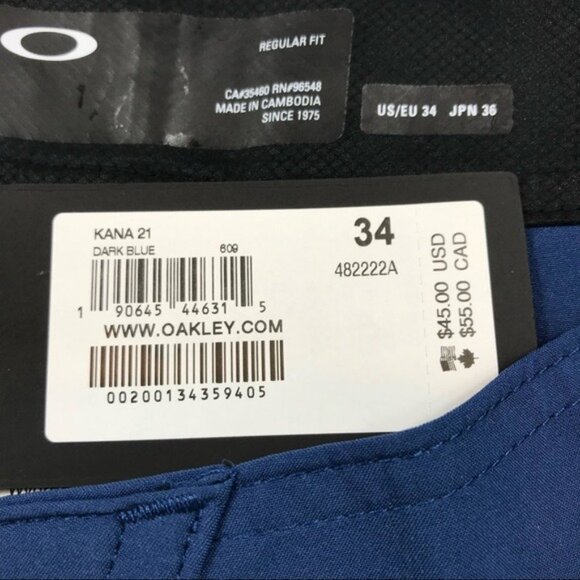 REGULAR FIT
CA#35460 RN#96548
MADE IN CAMBODIA
SINCE 1975
US/EU 34 JPN 36
KANA 21
DARK BLUE 609
34
482222A
1 90645 44631 5
WWW.OAKLEY.COM
00200134359405
$45.00 USD
$55.00 CAD